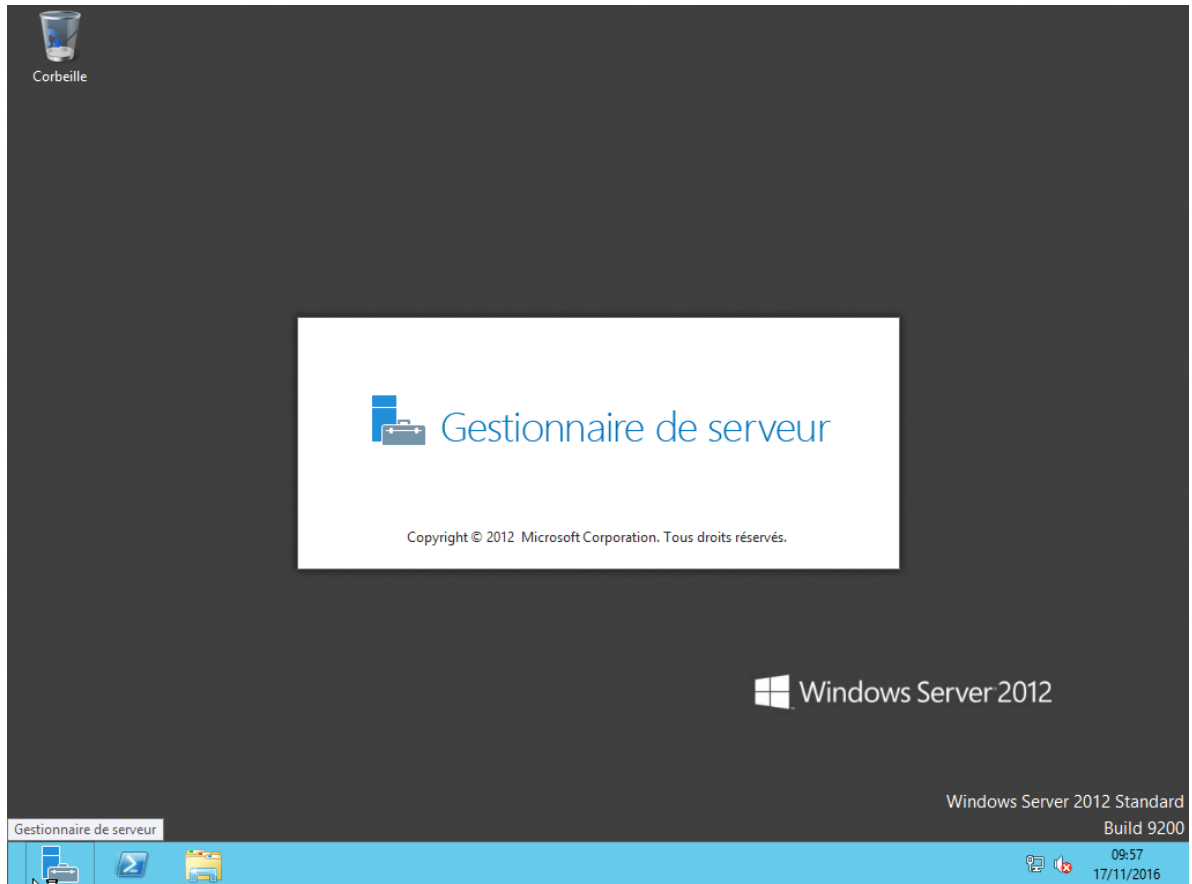 Corbeille
Gestionnaire de serveur
Copyright © 2012 Microsoft Corporation. Tous droits réservés.
Windows Server 2012
Windows Server 2012 Standard
Build 9200
Gestionnaire de serveur
09:57
17/11/2016